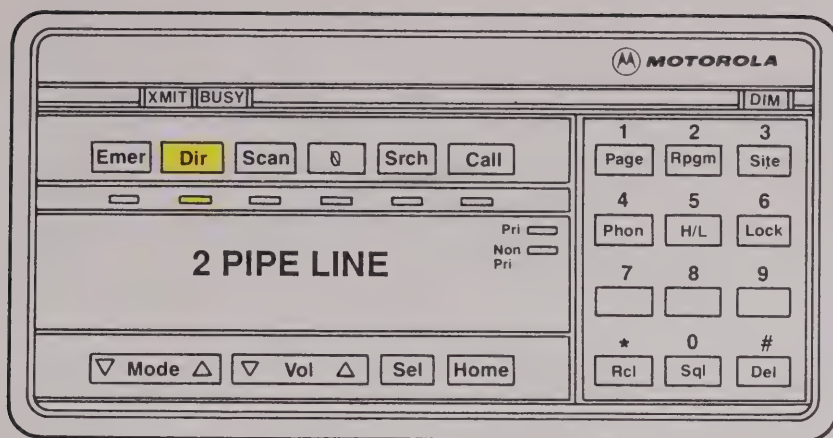 MOTOROLA
XMIT BUSY DIM
Emer Dir Scan 0 Srch Call
1 2 3
Page Rpgm Site
4 5 6
Phon H/L Lock
Pri
Non
Pri
2 PIPE LINE
7 8 9
* 0 #
Mode Vol Sel Home
Rcl Sql Del